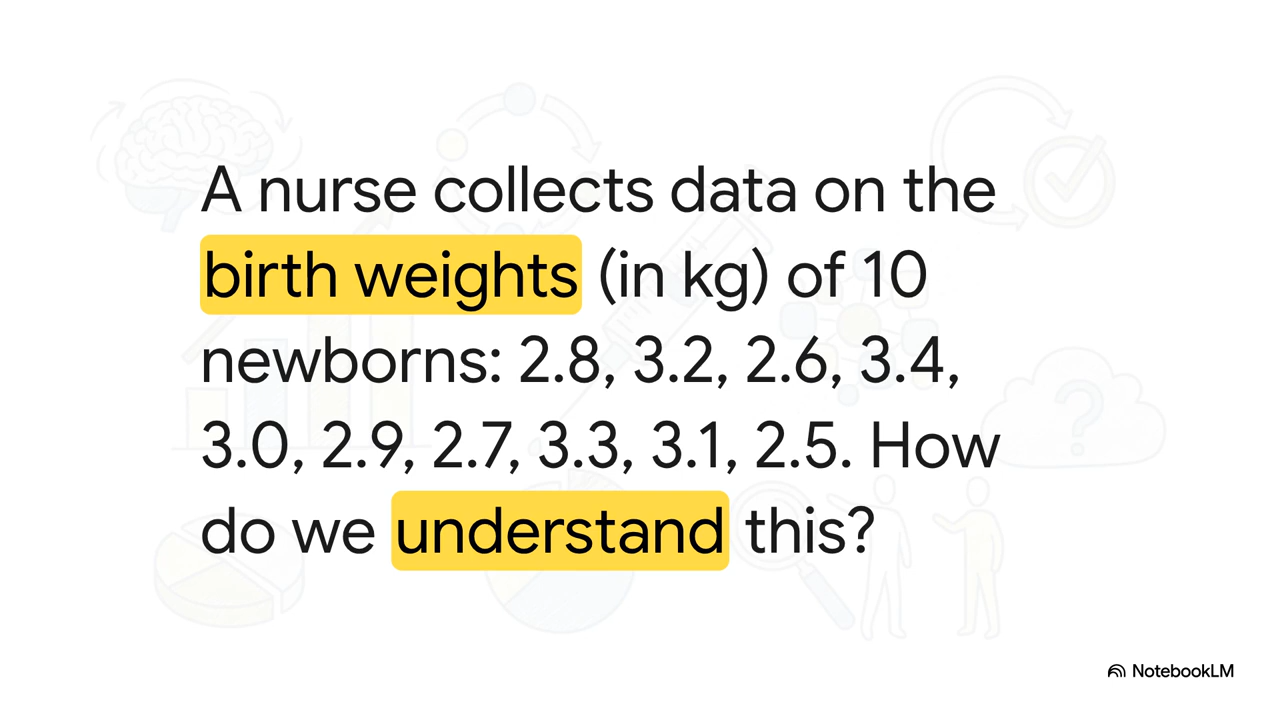 A nurse collects data on the
birth weights (in kg) of 10
newborns: 2.8, 3.2, 2.6, 3.4,
3.0, 2.9, 2.7, 3.3, 3.1, 2.5. How
do we understand this?
NotebookLM